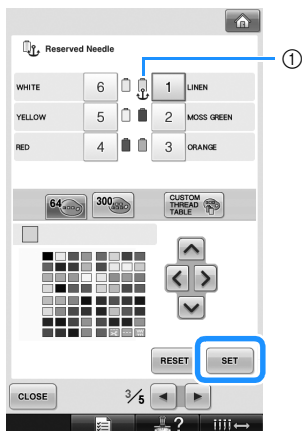 Reserved Needle
①
WHITE 6 1 LINEN
YELLOW 5 2 MOSS GREEN
RED 4 3 ORANGE
64 300 CUSTOM
THREAD
TABLE
RESET SET
CLOSE 3/5
?